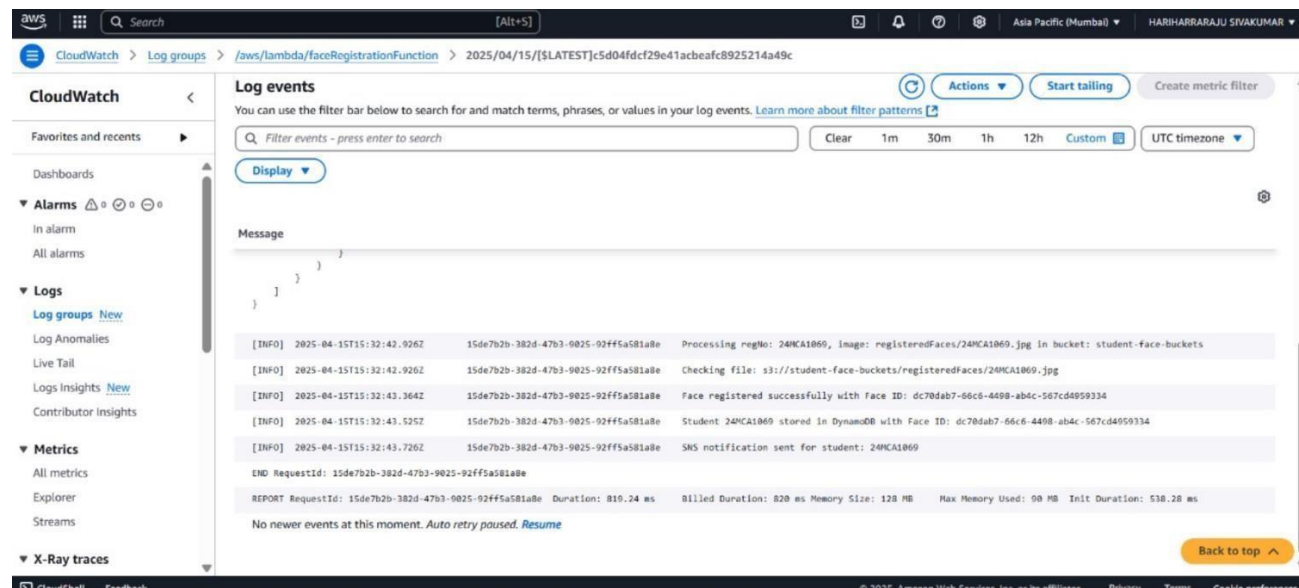 aws Search [Alt+S] Asia Pacific (Mumbai) ▼ HARIHARRARAJU SIVAKUMAR ▼
CloudWatch > Log groups > /aws/lambda/faceRegistrationFunction > 2025/04/15/[$LATEST]c5d04fdcf29e41acbeafc8925214a49c
CloudWatch
Favorites and recents
Dashboards
Alarms 0 0 0
In alarm
All alarms
Logs
Log groups New
Log Anomalies
Live Tail
Logs Insights New
Contributor Insights
Metrics
All metrics
Explorer
Streams
X-Ray traces
Log events
Actions ▼ Start tailing Create metric filter
You can use the filter bar below to search for and match terms, phrases, or values in your log events. Learn more about filter patterns
Filter events - press enter to search
Clear 1m 30m 1h 12h Custom UTC timezone ▼
Display ▼
Message
}
}
}
]
}
[INFO] 2025-04-15T15:32:42.926Z 15de7b2b-382d-47b3-9025-92ff5a581a8e Processing regNo: 24MCA1069, image: registeredFaces/24MCA1069.jpg in bucket: student-face-buckets
[INFO] 2025-04-15T15:32:42.926Z 15de7b2b-382d-47b3-9025-92ff5a581a8e Checking file: s3://student-face-buckets/registeredFaces/24MCA1069.jpg
[INFO] 2025-04-15T15:32:43.364Z 15de7b2b-382d-47b3-9025-92ff5a581a8e Face registered successfully with Face ID: dc70dab7-66c6-4498-ab4c-567cd4959334
[INFO] 2025-04-15T15:32:43.525Z 15de7b2b-382d-47b3-9025-92ff5a581a8e Student 24MCA1069 stored in DynamoDB with Face ID: dc70dab7-66c6-4498-ab4c-567cd4959334
[INFO] 2025-04-15T15:32:43.726Z 15de7b2b-382d-47b3-9025-92ff5a581a8e SNS notification sent for student: 24MCA1069
END RequestId: 15de7b2b-382d-47b3-9025-92ff5a581a8e
REPORT RequestId: 15de7b2b-382d-47b3-9025-92ff5a581a8e Duration: 819.24 ms Billed Duration: 820 ms Memory Size: 128 MB Max Memory Used: 90 MB Init Duration: 538.28 ms
No newer events at this moment. Auto retry paused. Resume
Back to top
CloudShell Feedback © 2025, Amazon Web Services, Inc. or its affiliates. Privacy Terms Cookie preferences